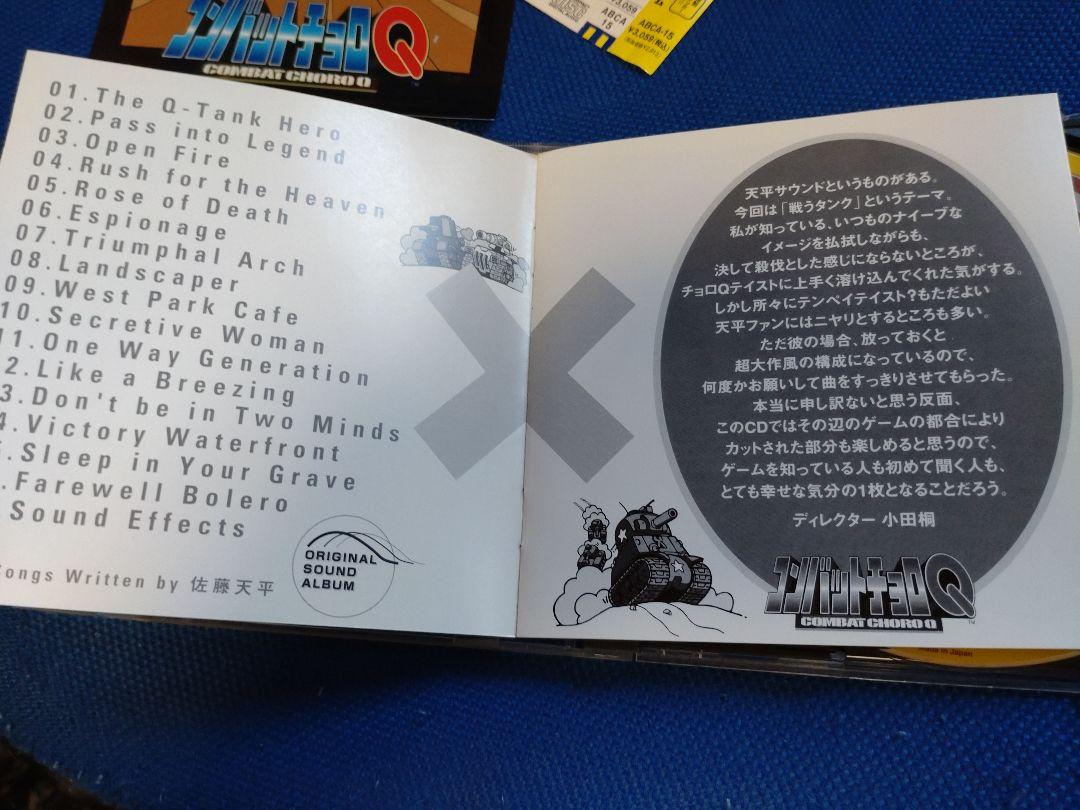 コンバットチョロQ
COMBAT CHORO Q
¥3,059
ABCA
15
ABCA-15
¥3,059(税込)
01.The Q-Tank Hero
02.Pass into Legend
03.Open Fire
04.Rush for the Heaven
05.Rose of Death
06.Espionage
07.Triumphal Arch
08.Landscaper
09.West Park Cafe
10.Secretive Woman
1.One Way Generation
2.Like a Breezing
3.Don't be in Two Minds
4.Victory Waterfront
.Sleep in Your Grave
.Farewell Bolero
.Sound Effects
Songs Written by 佐藤天平
ORIGINAL
SOUND
ALBUM
天平サウンドというものがある。
今回は「戦うタンク」というテーマ。
私が知っている、いつものナイーブな
イメージを払拭しながらも、
決して殺伐とした感じにならないところが、
チョロQテイストに上手く溶け込んでくれた気がする。
しかし所々にテンペイテイスト?もただよい
天平ファンにはニヤリとするところも多い。
ただ彼の場合、放っておくと
超大作風の構成になっているので、
何度かお願いして曲をすっきりさせてもらった。
本当に申し訳ないと思う反面、
このCDではその辺のゲームの都合により
カットされた部分も楽しめると思うので、
ゲームを知っている人も初めて聞く人も、
とても幸せな気分の1枚となることだろう。
ディレクター 小田桐
コンバットチョロQ
COMBAT CHORO Q
TM
Made in Japan